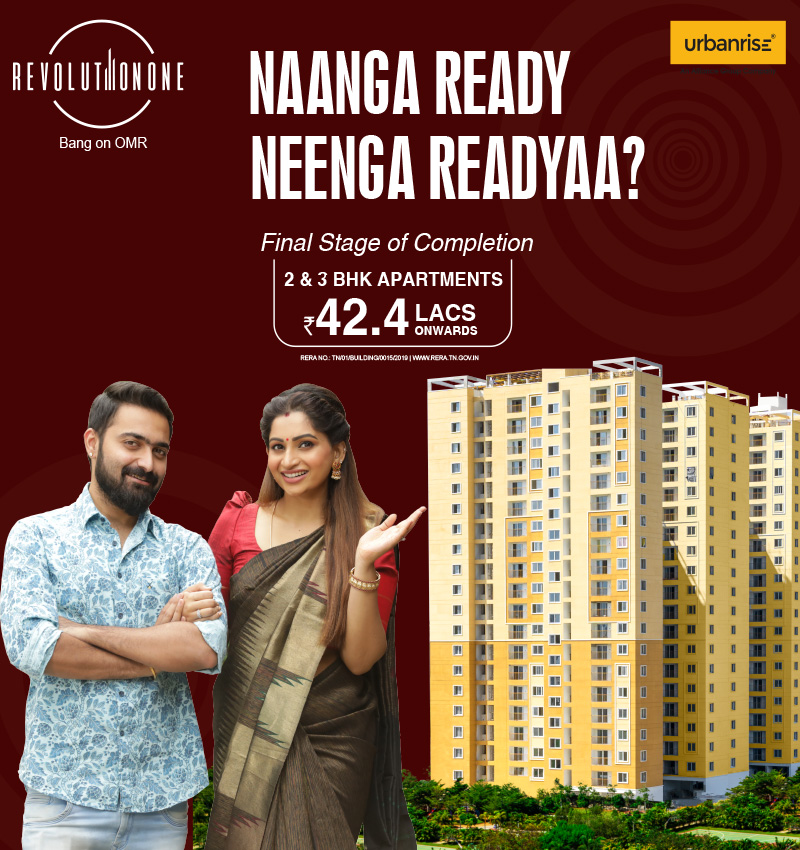 REVOLUTIONONE
Bang on OMR
urbanrise®
NAANGA READY
NEENGA READYAA?
Final Stage of Completion
2 & 3 BHK APARTMENTS
₹42.4 LACS
ONWARDS
RERA NO.: TN/01/BUILDING/0015/2019 | WWW.RERA.TN.GOV.IN